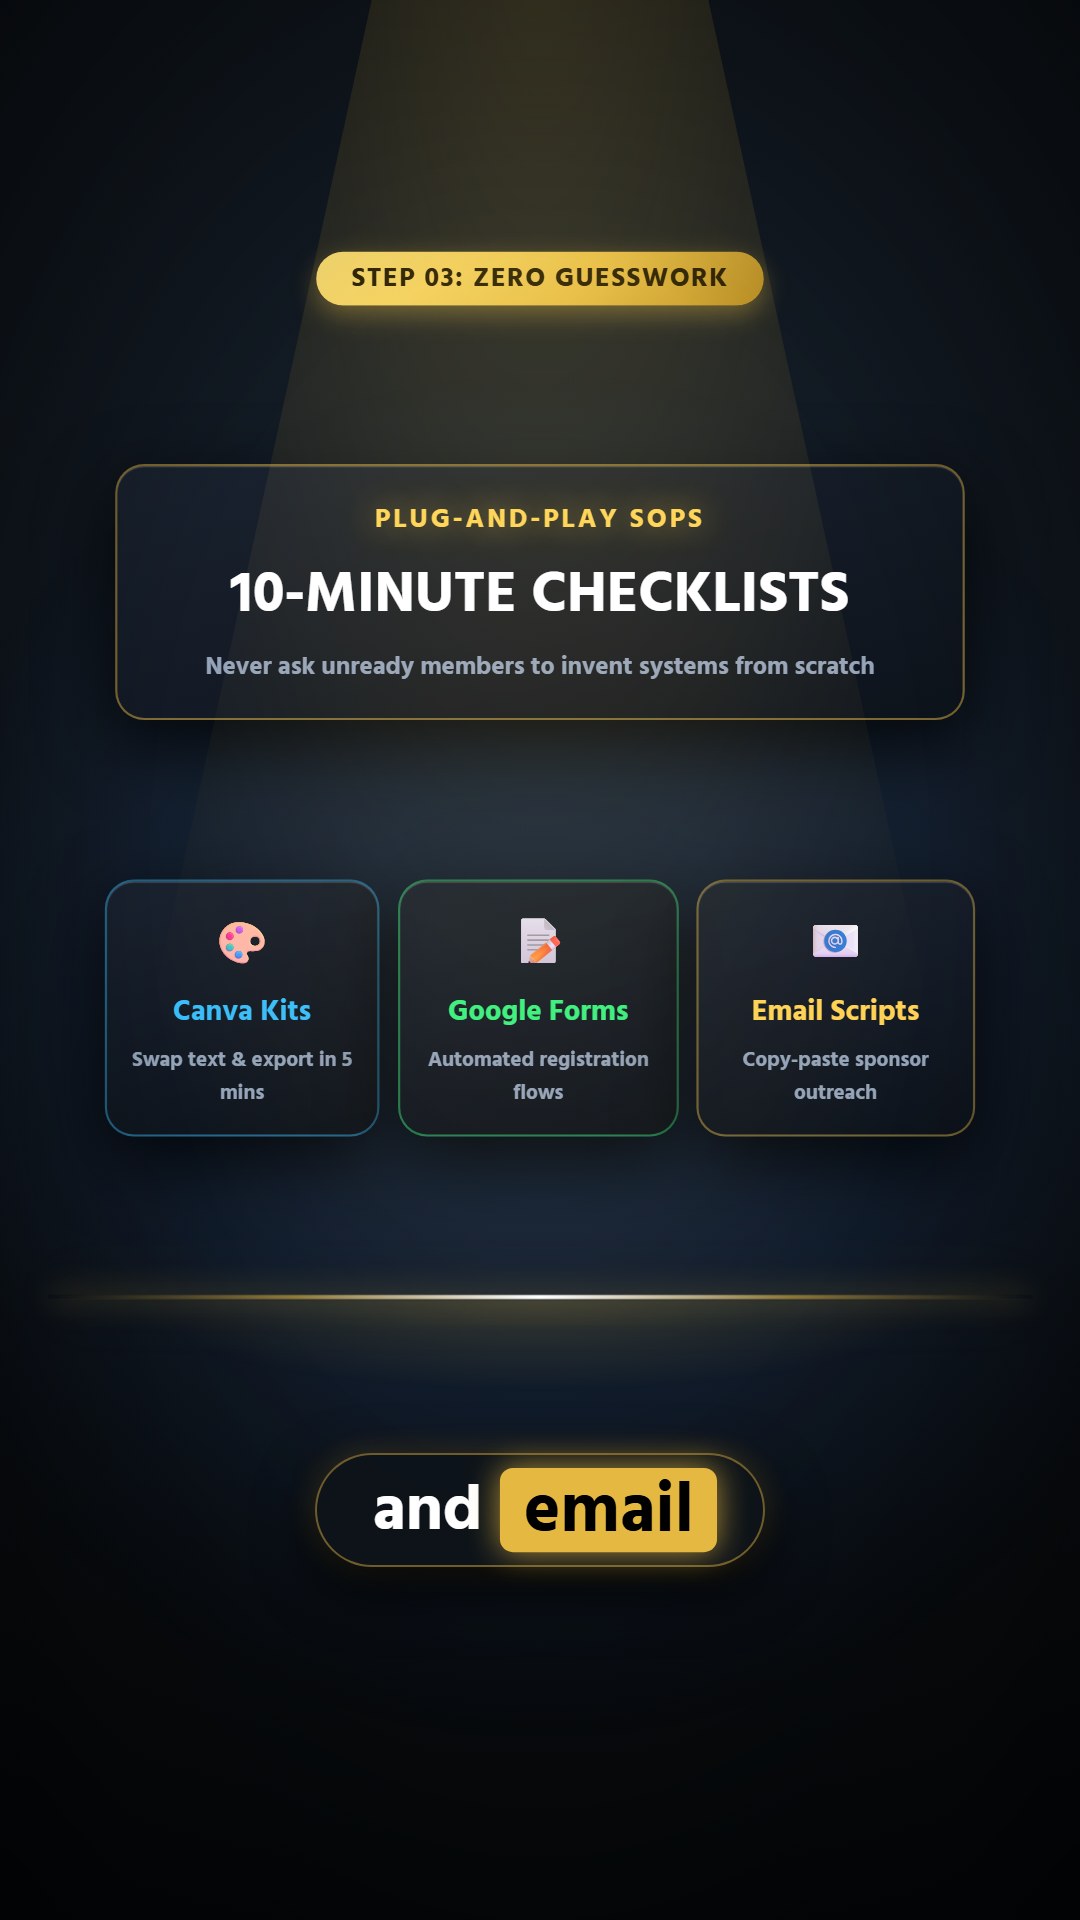 STEP 03: ZERO GUESSWORK
PLUG-AND-PLAY SOPS
10-MINUTE CHECKLISTS
Never ask unready members to invent systems from scratch
Canva Kits
Swap text & export in 5
mins
Google Forms
Automated registration
flows
Email Scripts
Copy-paste sponsor
outreach
and email